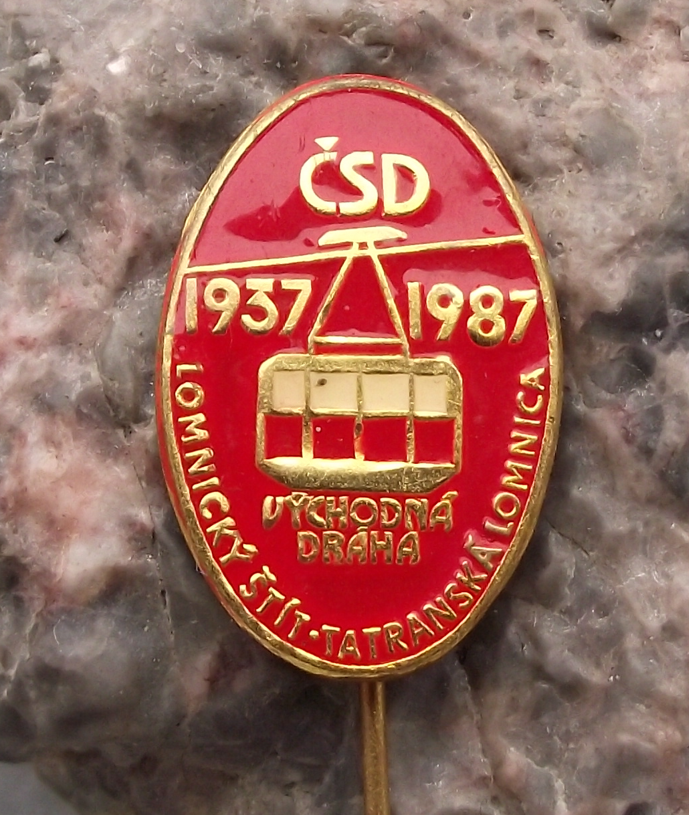 ČSD
1937 1987
VÝCHODNÁ
DRÁHA
LOMNICKÝ ŠTÍT · TATRANSKÁ LOMNICA